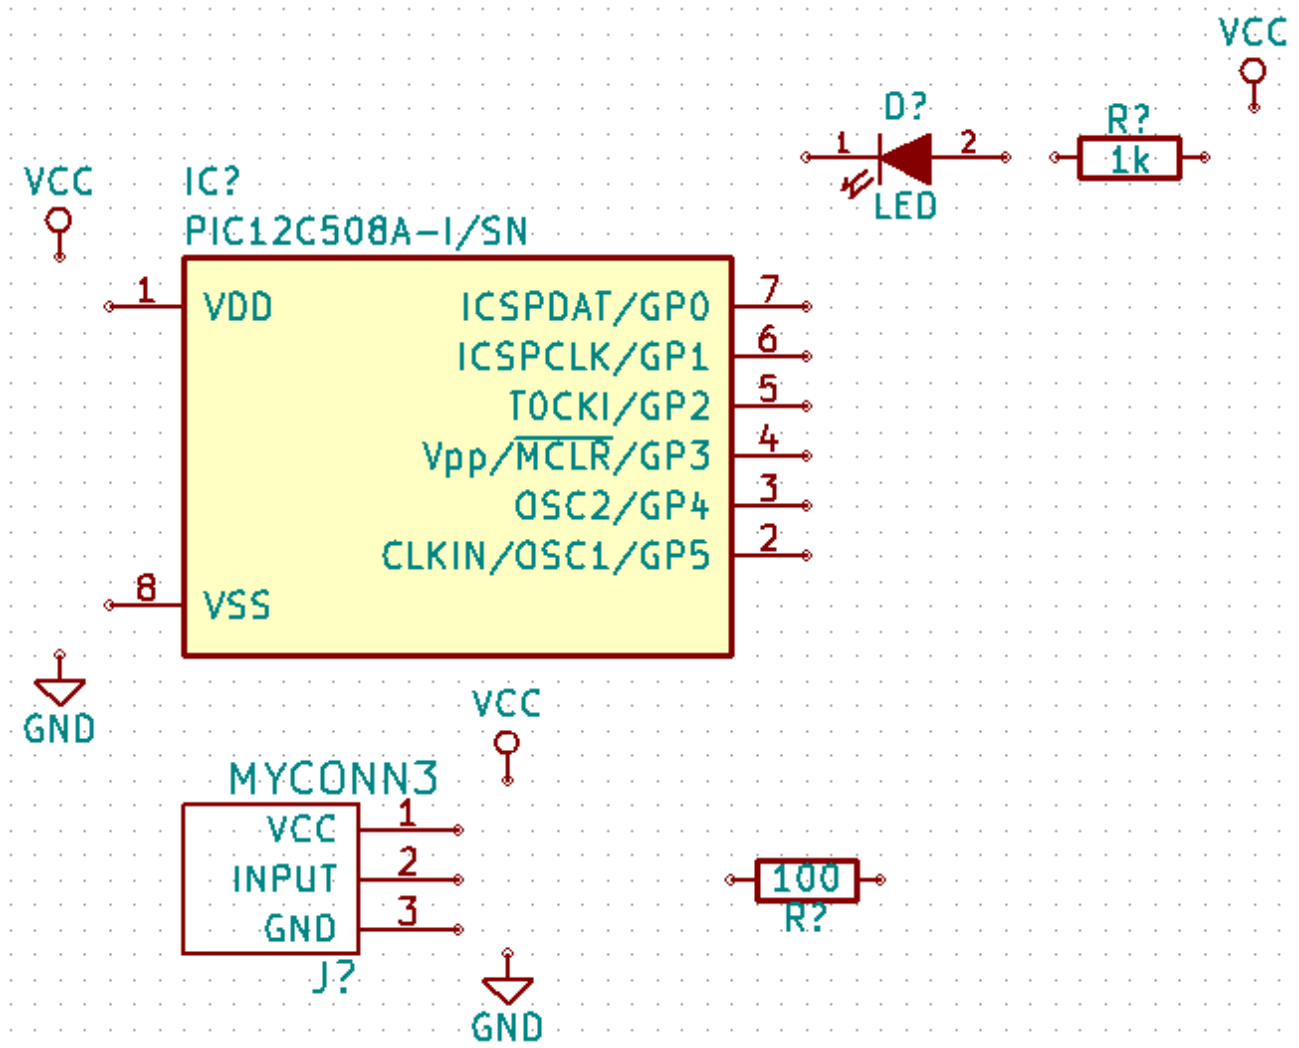 VCC
D?
1 2
LED
R?
1k
VCC
IC?
PIC12C508A-I/SN
1 VDD
ICSPDAT/GP0 7
ICSPCLK/GP1 6
T0CKI/GP2 5
Vpp/MCLR/GP3 4
OSC2/GP4 3
CLKIN/OSC1/GP5 2
8 VSS
GND
VCC
MYCONN3
VCC 1
INPUT 2
GND 3
J?
100
R?
GND